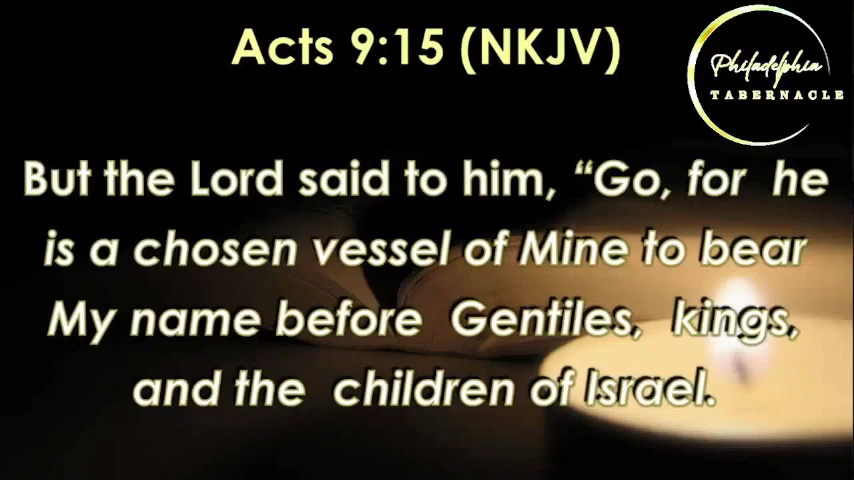 Acts 9:15 (NKJV)
Philadelphia
TABERNACLE
But the Lord said to him, “Go, for he
is a chosen vessel of Mine to bear
My name before Gentiles, kings,
and the children of Israel.